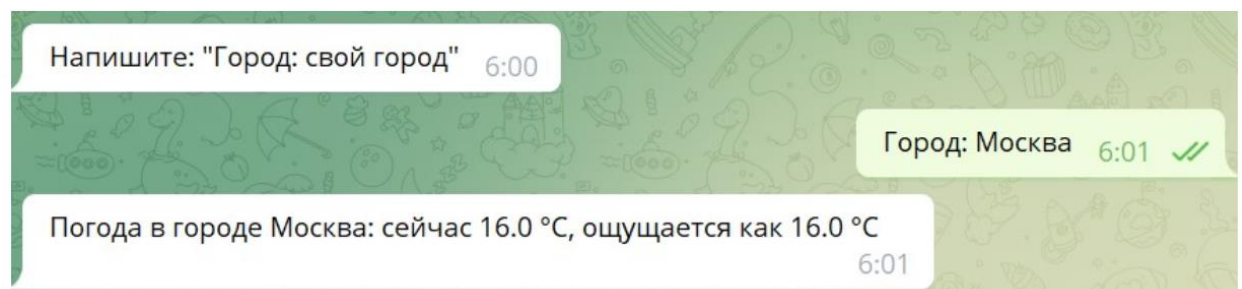 Напишите: "Город: свой город" 6:00
Город: Москва 6:01
Погода в городе Москва: сейчас 16.0 °C, ощущается как 16.0 °C
6:01